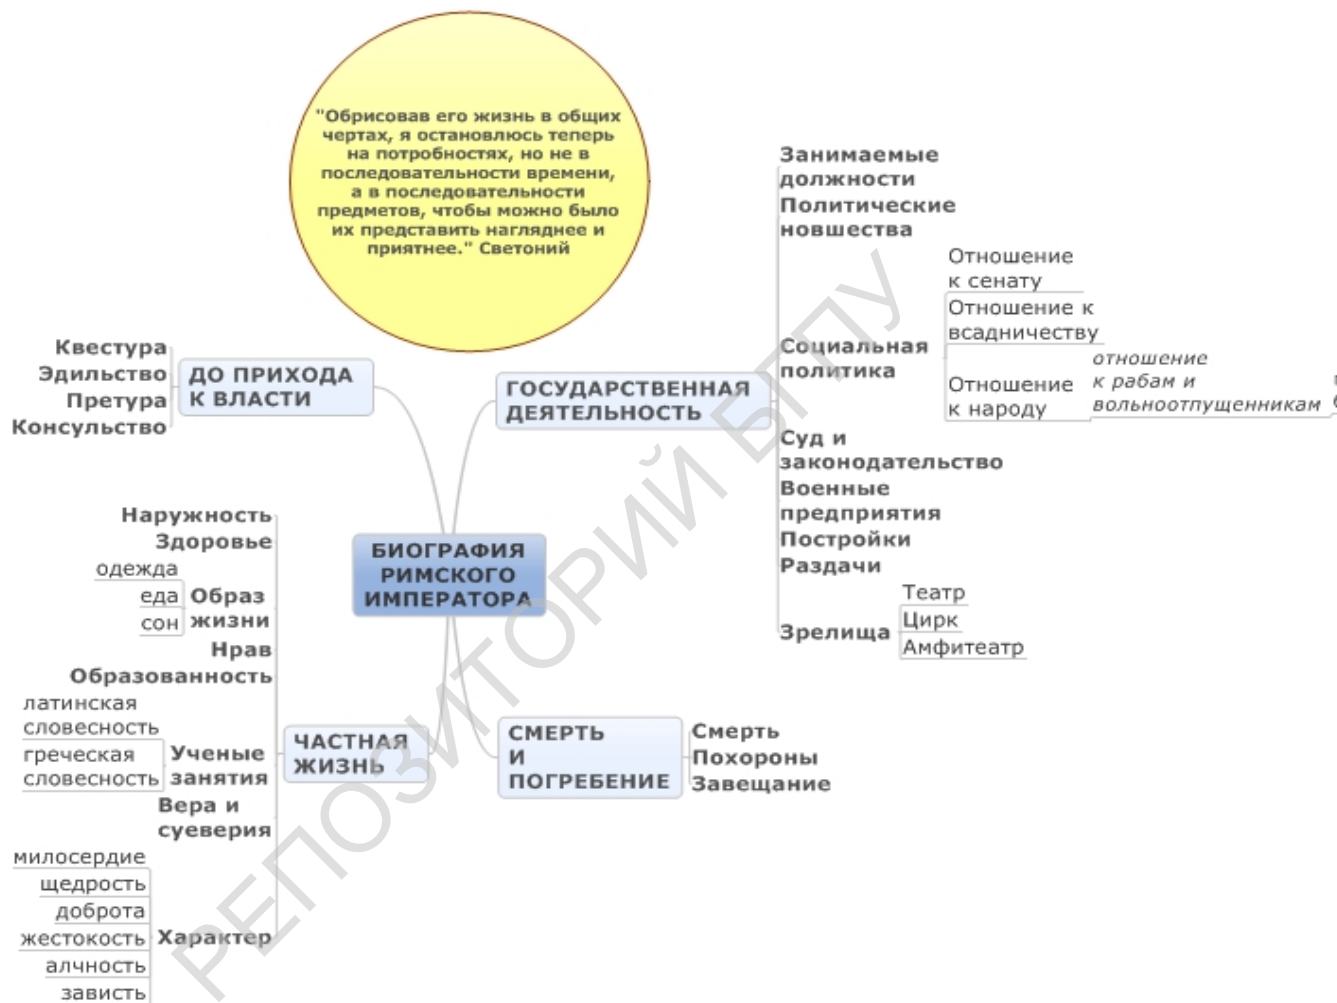 "Обрисовав его жизнь в общих
чертах, я остановлюсь теперь
на потробностях, но не в
последовательности времени,
а в последовательности
предметов, чтобы можно было
их представить нагляднее и
приятнее." Светоний
ДО ПРИХОДА
К ВЛАСТИ
Квестура
Эдильство
Претура
Консульство
ГОСУДАРСТВЕННАЯ
ДЕЯТЕЛЬНОСТЬ
Занимаемые
должности
Политические
новшества
Социальная
политика
Отношение
к сенату
Отношение к
всадничеству
Отношение
к народу
отношение
к рабам и
вольноотпущенникам
Суд и
законодательство
Военные
предприятия
Постройки
Раздачи
Зрелища
Театр
Цирк
Амфитеатр
БИОГРАФИЯ
РИМСКОГО
ИМПЕРАТОРА
ЧАСТНАЯ
ЖИЗНЬ
Наружность
Здоровье
Образ
жизни
одежда
еда
сон
Нрав
Образованность
Ученые
занятия
латинская
словесность
греческая
словесность
Вера и
суеверия
Характер
милосердие
щедрость
доброта
жестокость
алчность
зависть
СМЕРТЬ
И
ПОГРЕБЕНИЕ
Смерть
Похороны
Завещание
РЕПОЗИТОРИЙ БГПУ